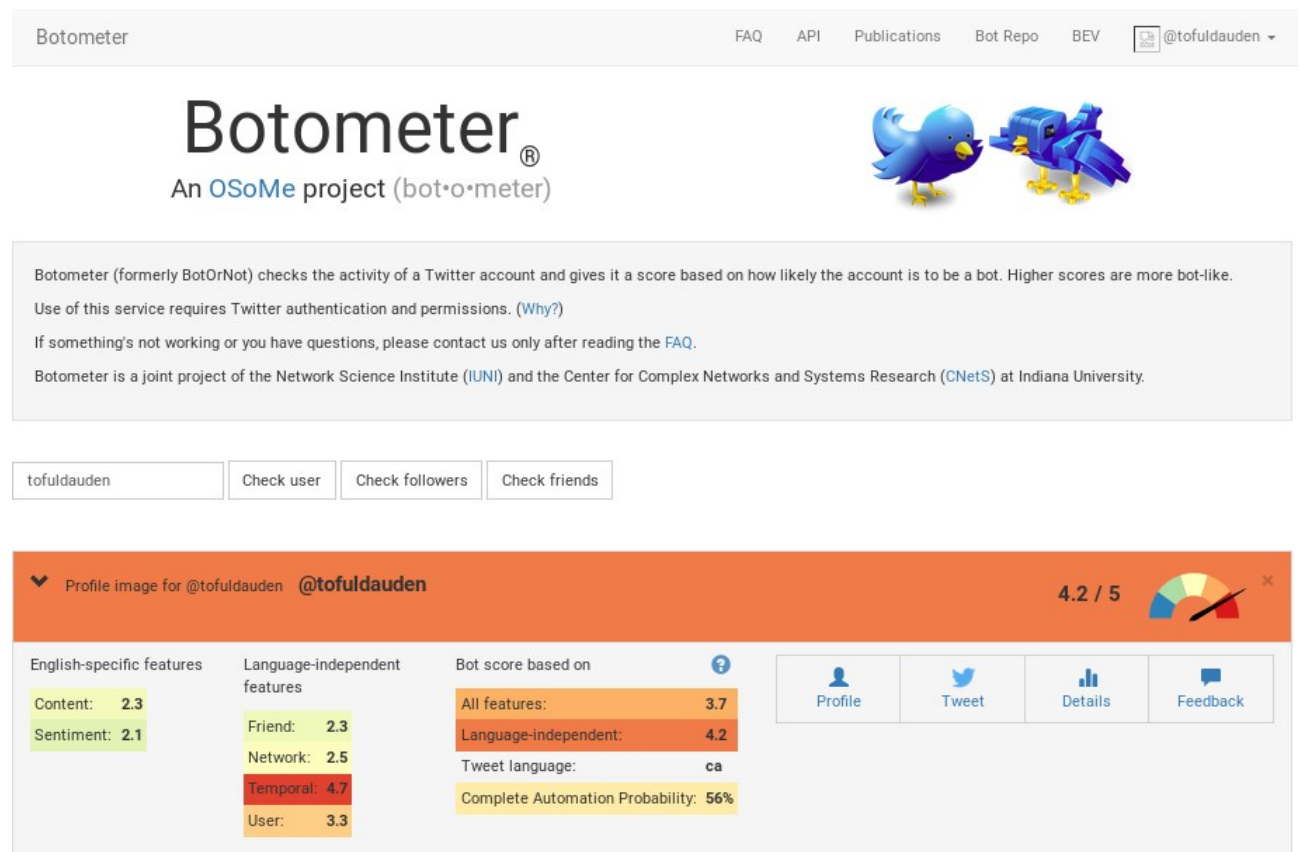 Botometer FAQ API Publications Bot Repo BEV @tofuldauden
Botometer®
An OSoMe project (bot•o•meter)
Botometer (formerly BotOrNot) checks the activity of a Twitter account and gives it a score based on how likely the account is to be a bot. Higher scores are more bot-like.
Use of this service requires Twitter authentication and permissions. (Why?)
If something's not working or you have questions, please contact us only after reading the FAQ.
Botometer is a joint project of the Network Science Institute (IUNI) and the Center for Complex Networks and Systems Research (CNetS) at Indiana University.
tofuldauden Check user Check followers Check friends
Profile image for @tofuldauden @tofuldauden 4.2 / 5 ×
English-specific features
Content: 2.3
Sentiment: 2.1
Language-independent
features
Friend: 2.3
Network: 2.5
Temporal: 4.7
User: 3.3
Bot score based on ?
All features: 3.7
Language-independent: 4.2
Tweet language: ca
Complete Automation Probability: 56%
Profile Tweet Details Feedback